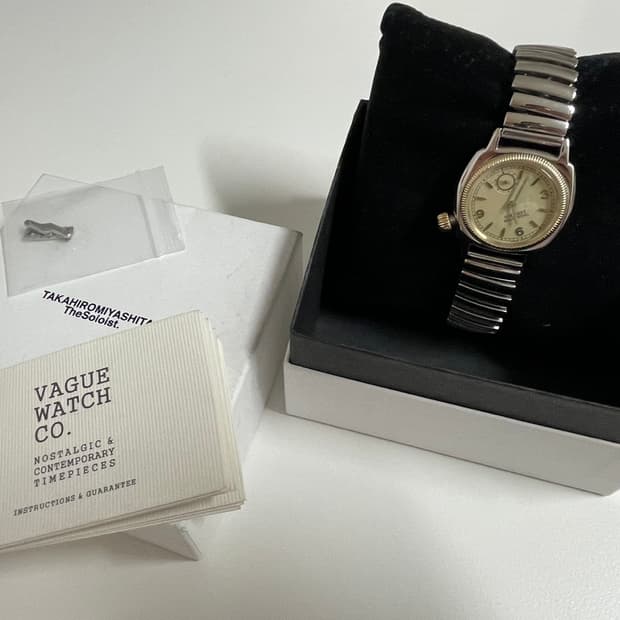 TAKAHIROMIYASHITA
TheSoloist.
VAGUE
WATCH
CO.
NOSTALGIC &
CONTEMPORARY
TIMEPIECES
INSTRUCTIONS & GUARANTEE